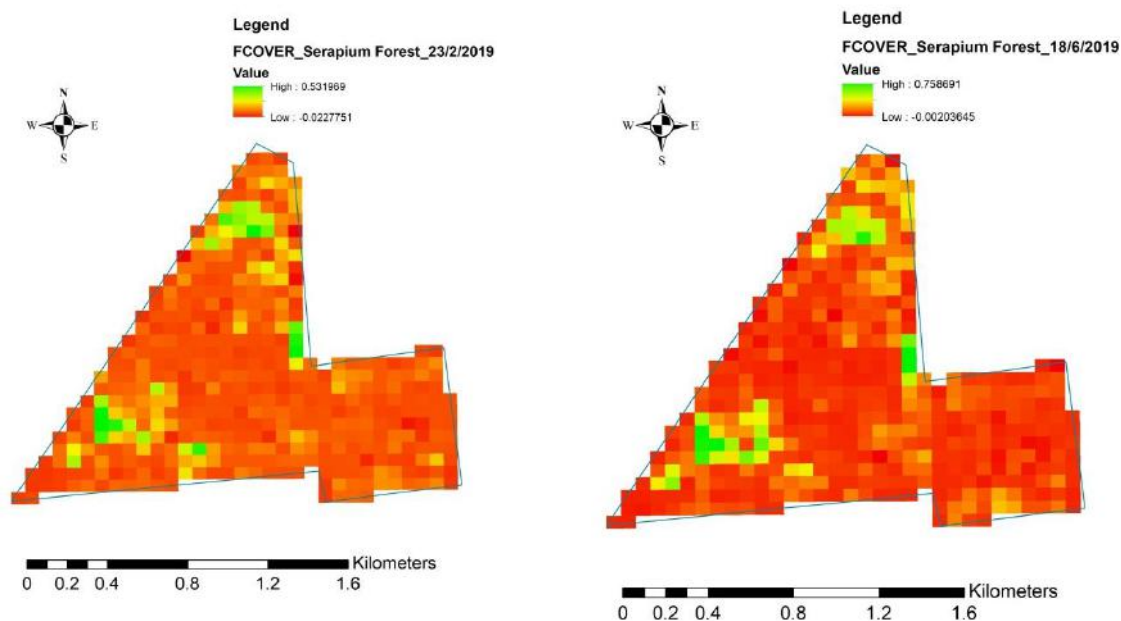 Legend
FCOVER_Serapium Forest_23/2/2019
Value
High : 0.531969
Low : -0.0227751
N
W E
S
Kilometers
0 0.2 0.4 0.8 1.2 1.6
Legend
FCOVER_Serapium Forest_18/6/2019
Value
High : 0.758691
Low : -0.00203645
N
W E
S
Kilometers
0 0.2 0.4 0.8 1.2 1.6